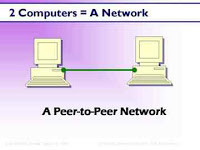 2 Computers = A Network
A Peer-to-Peer Network